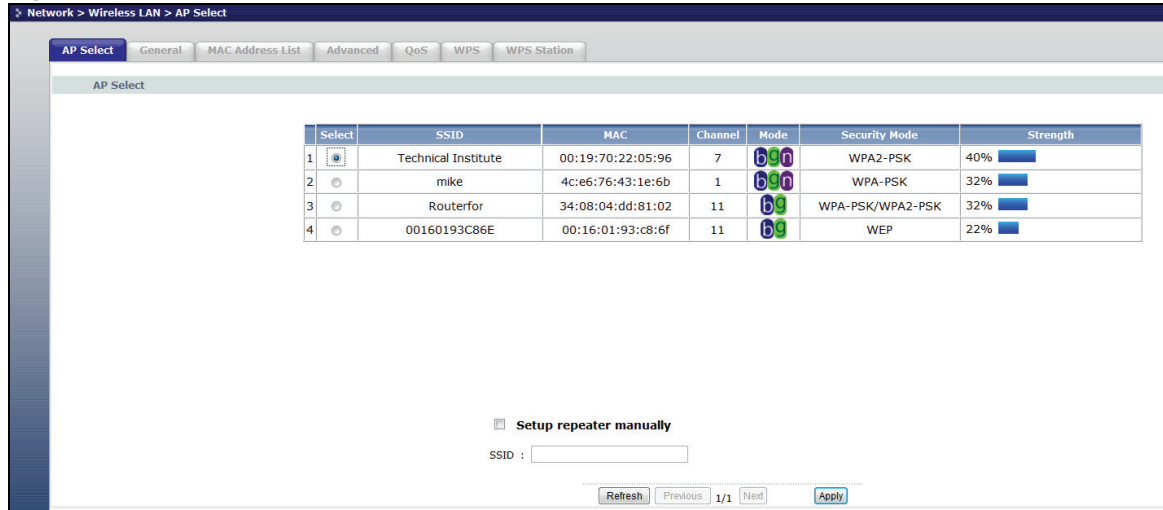 Network > Wireless LAN > AP Select
AP Select General MAC Address List Advanced QoS WPS WPS Station
AP Select
Select SSID MAC Channel Mode Security Mode Strength
1 Technical Institute 00:19:70:22:05:96 7 bgn WPA2-PSK 40%
2 mike 4c:e6:76:43:1e:6b 1 bgn WPA-PSK 32%
3 Routerfor 34:08:04:dd:81:02 11 bg WPA-PSK/WPA2-PSK 32%
4 00160193C86E 00:16:01:93:c8:6f 11 bg WEP 22%
Setup repeater manually
SSID :
Refresh Previous 1/1 Next Apply